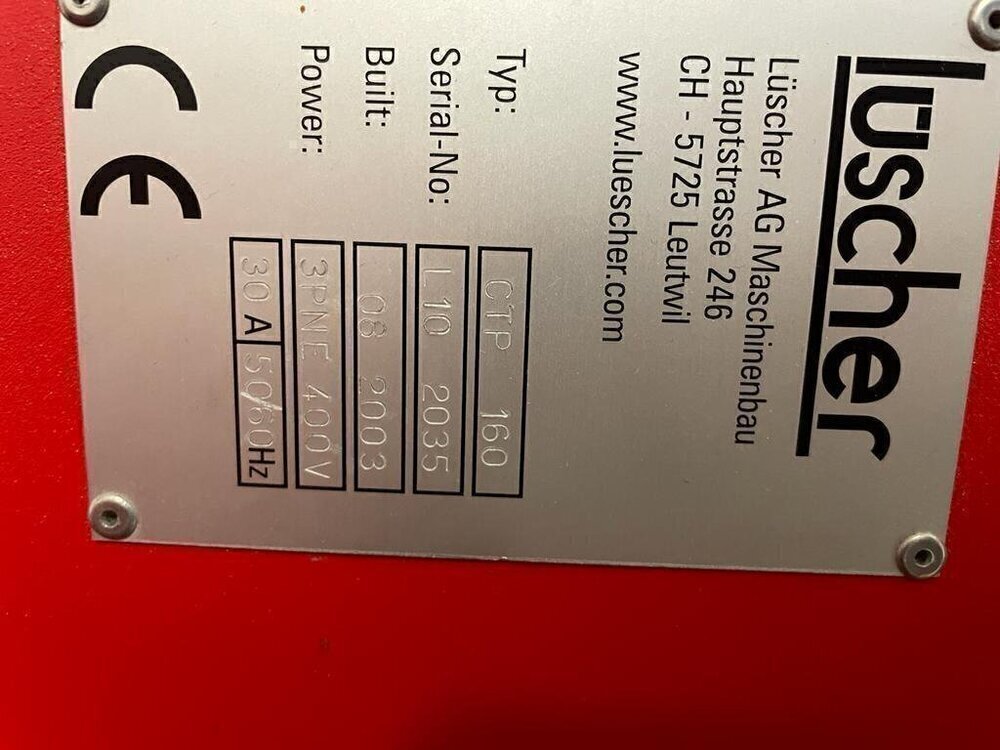 lüscher
Lüscher AG Maschinenbau
Hauptstrasse 246
CH - 5725 Leutwil
www.luescher.com
Typ: CTP 160
Serial-No: L10 2035
Built: 08 2003
Power: 3PNE 400V
30 A 50/60Hz
CE